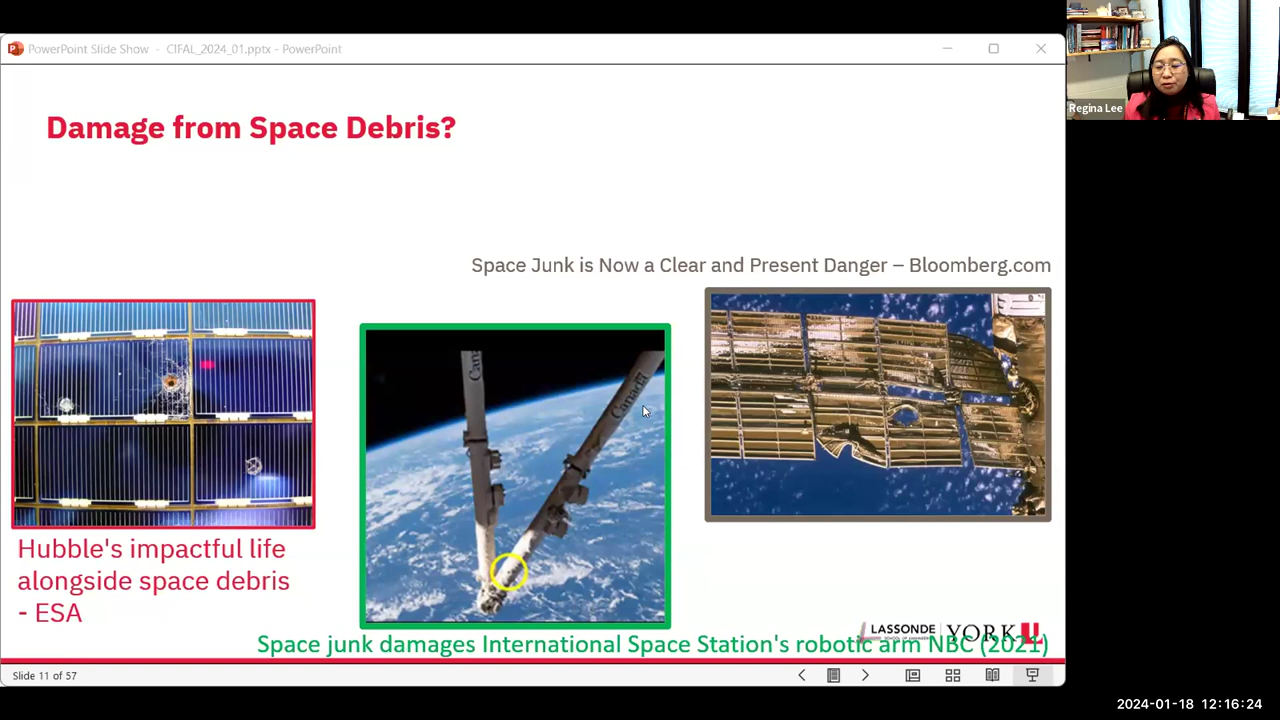 PowerPoint Slide Show - CIFAL_2024_01.pptx - PowerPoint
Regina Lee
Damage from Space Debris?
Space Junk is Now a Clear and Present Danger – Bloomberg.com
Canada
Hubble's impactful life
alongside space debris
- ESA
LASSONDE
YORK U
Space junk damages International Space Station's robotic arm NBC (2021)
Slide 11 of 57
2024-01-18 12:16:24